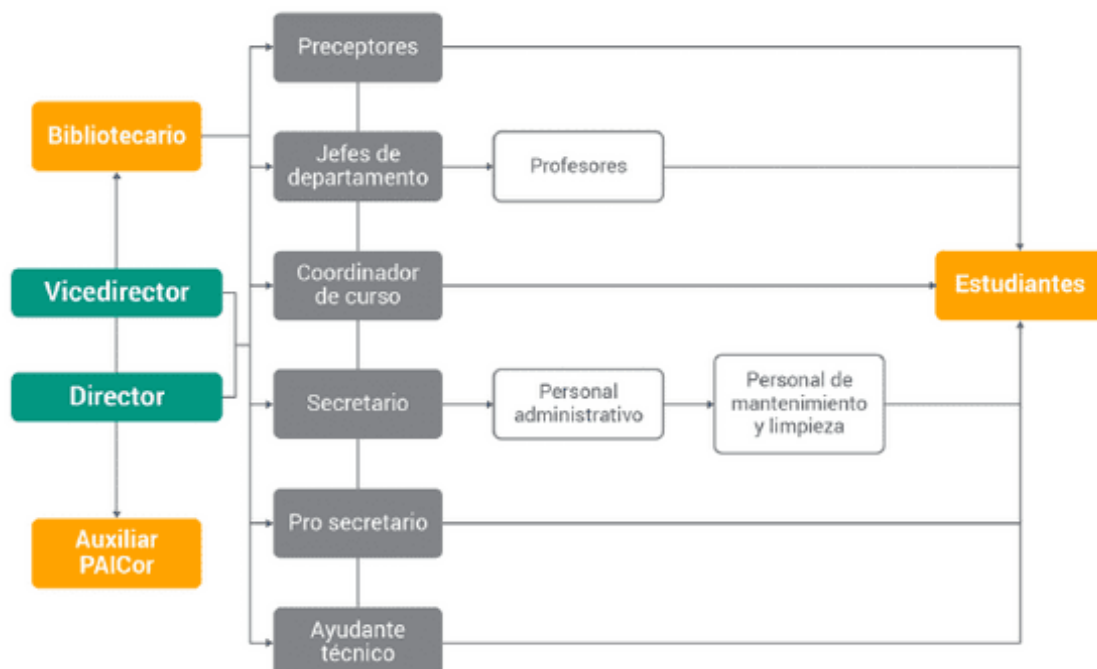 Preceptores
Bibliotecario
Jefes de
departamento
Profesores
Vicedirector
Coordinador
de curso
Estudiantes
Director
Secretario
Personal
administrativo
Personal de
mantenimiento
y limpieza
Auxiliar
PAICor
Pro secretario
Ayudante
técnico